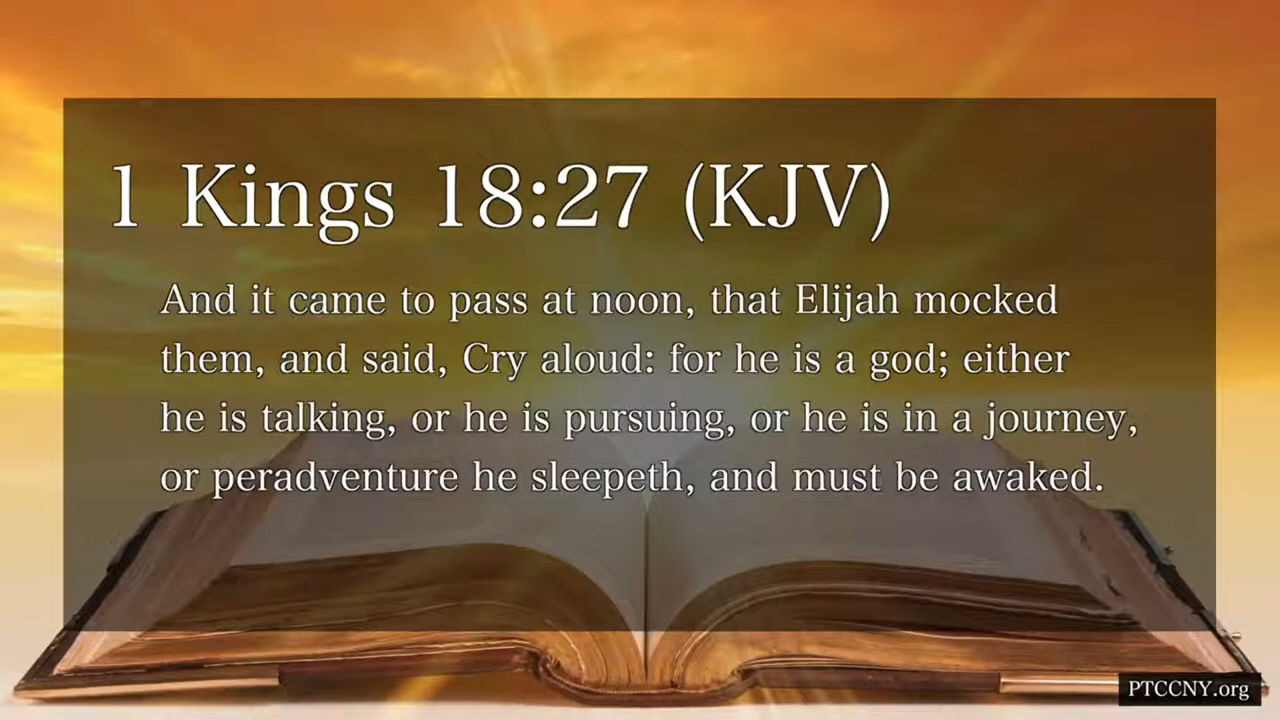 1 Kings 18:27 (KJV)
And it came to pass at noon, that Elijah mocked
them, and said, Cry aloud: for he is a god; either
he is talking, or he is pursuing, or he is in a journey,
or peradventure he sleepeth, and must be awaked.
PTCCNY.org